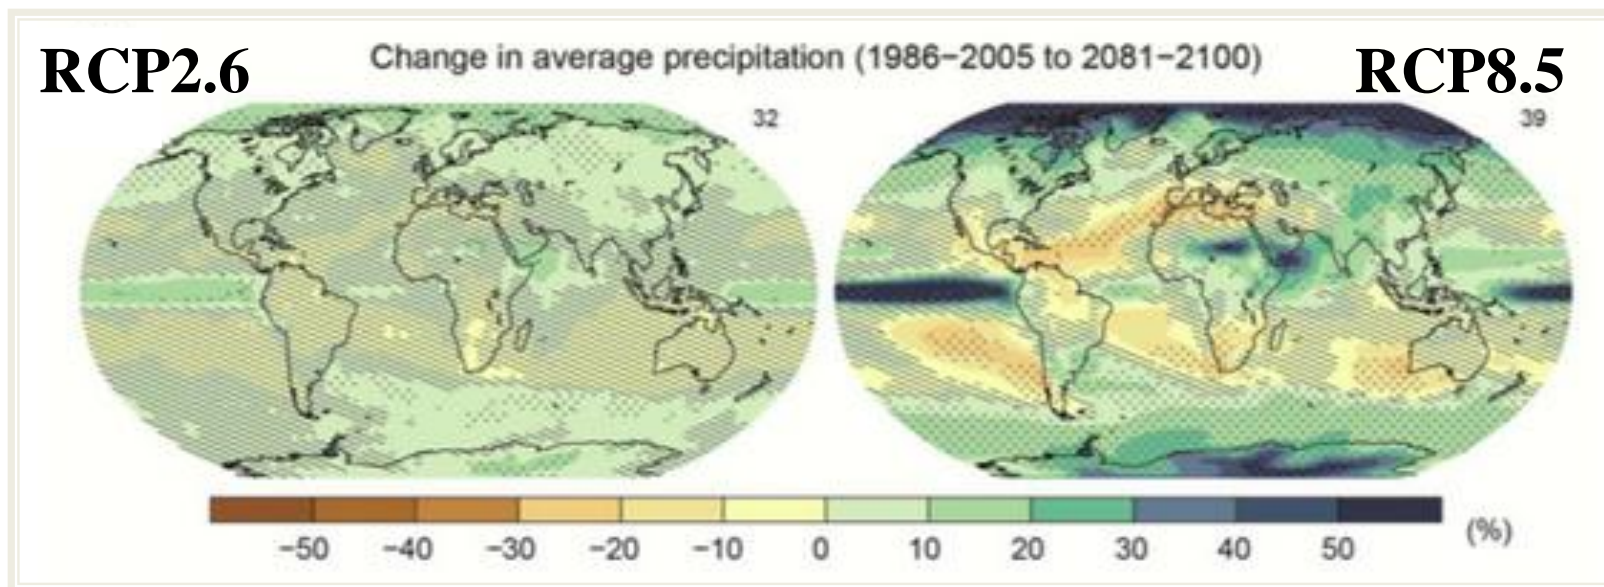 RCP2.6
Change in average precipitation (1986−2005 to 2081−2100)
RCP8.5
32
39
−50 −40 −30 −20 −10 0 10 20 30 40 50
(%)